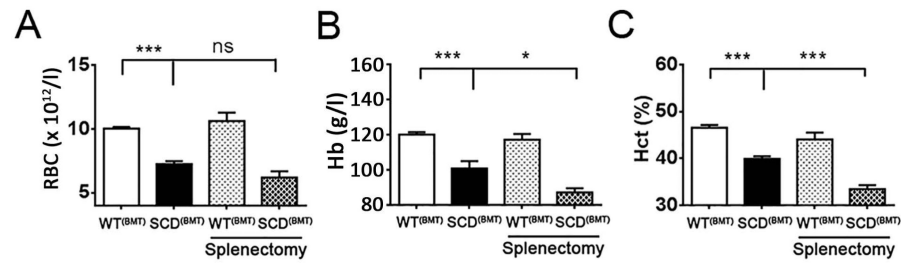 A
***
ns
RBC (x 10¹²/l)
15
10
5
WT(BMT) SCD(BMT) WT(BMT) SCD(BMT)
Splenectomy
B
***
*
Hb (g/l)
160
140
120
100
80
WT(BMT) SCD(BMT) WT(BMT) SCD(BMT)
Splenectomy
C
***
***
Hct (%)
60
50
40
30
WT(BMT) SCD(BMT) WT(BMT) SCD(BMT)
Splenectomy